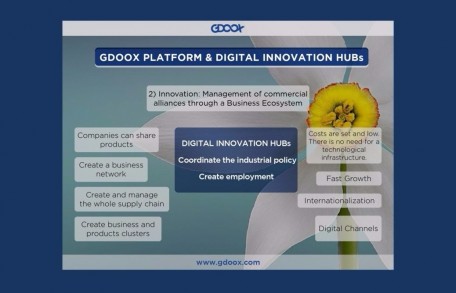 GDOOX
GDOOX PLATFORM & DIGITAL INNOVATION HUBs
2) Innovation: Management of commercial
alliances through a Business Ecosystem
Companies can share
products
Create a business
network
Create and manage
the whole supply chain
Create business and
products clusters
DIGITAL INNOVATION HUBs
Coordinate the industrial policy
Create employment
Costs are set and low.
There is no need for a
technological
infrastructure.
Fast Growth
Internationalization
Digital Channels
www.gdoox.com